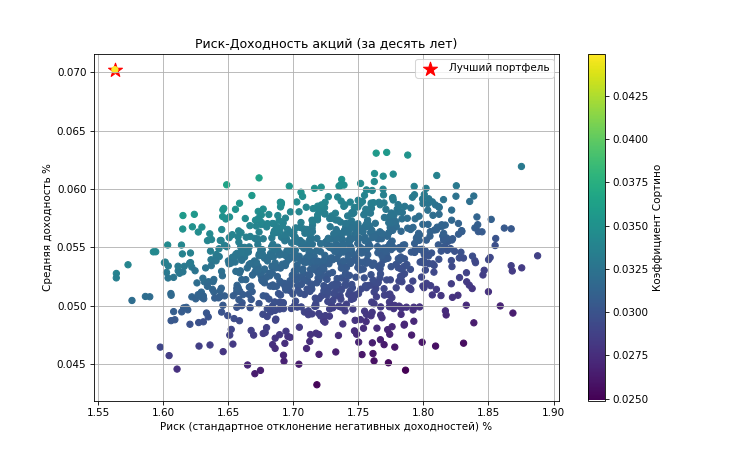 Риск-Доходность акций (за десять лет)
Лучший портфель
Средняя доходность %
0.070
0.065
0.060
0.055
0.050
0.045
1.55 1.60 1.65 1.70 1.75 1.80 1.85 1.90
Риск (стандартное отклонение негативных доходностей) %
0.0425
0.0400
0.0375
0.0350
0.0325
0.0300
0.0275
0.0250
Коэффициент Сортино